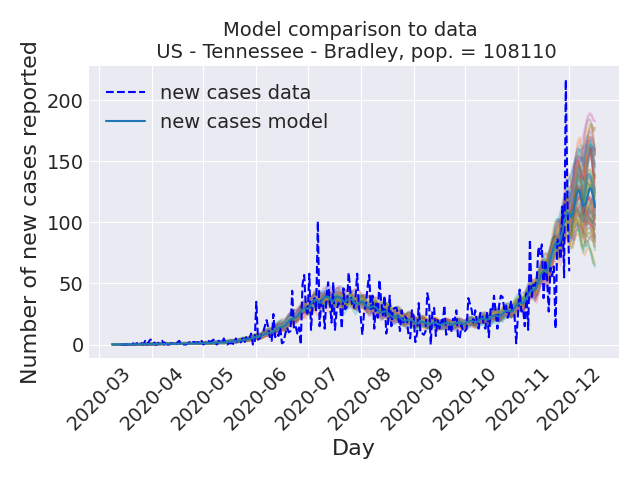 Model comparison to data
US - Tennessee - Bradley, pop. = 108110
Number of new cases reported
200
150
100
50
0
new cases data
new cases model
2020-03
2020-04
2020-05
2020-06
2020-07
2020-08
2020-09
2020-10
2020-11
2020-12
Day